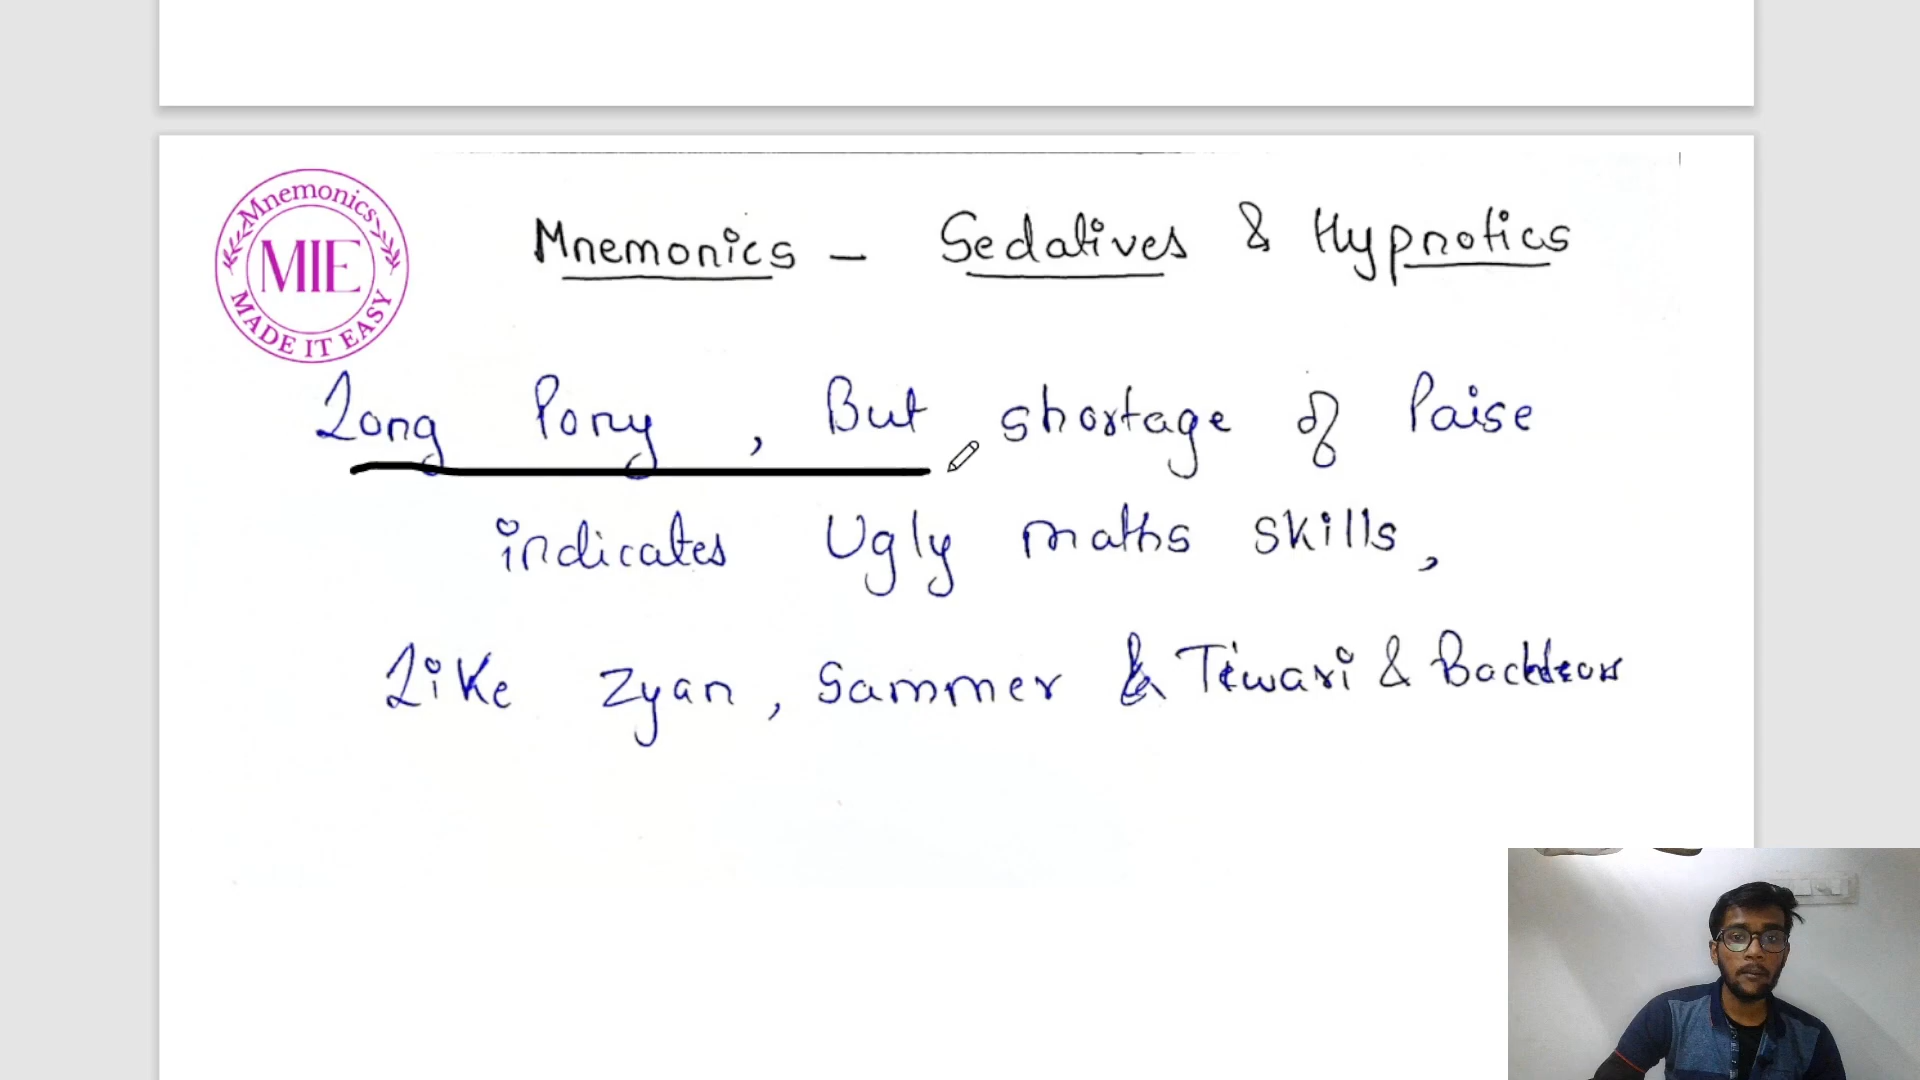 Mnemonics
MIE
MADE IT EASY
Mnemonics - Sedatives & Hypnotics
Long Pony, But shortage of Paise
indicates Ugly maths skills,
Like Zyan, Sammer & Tiwari &